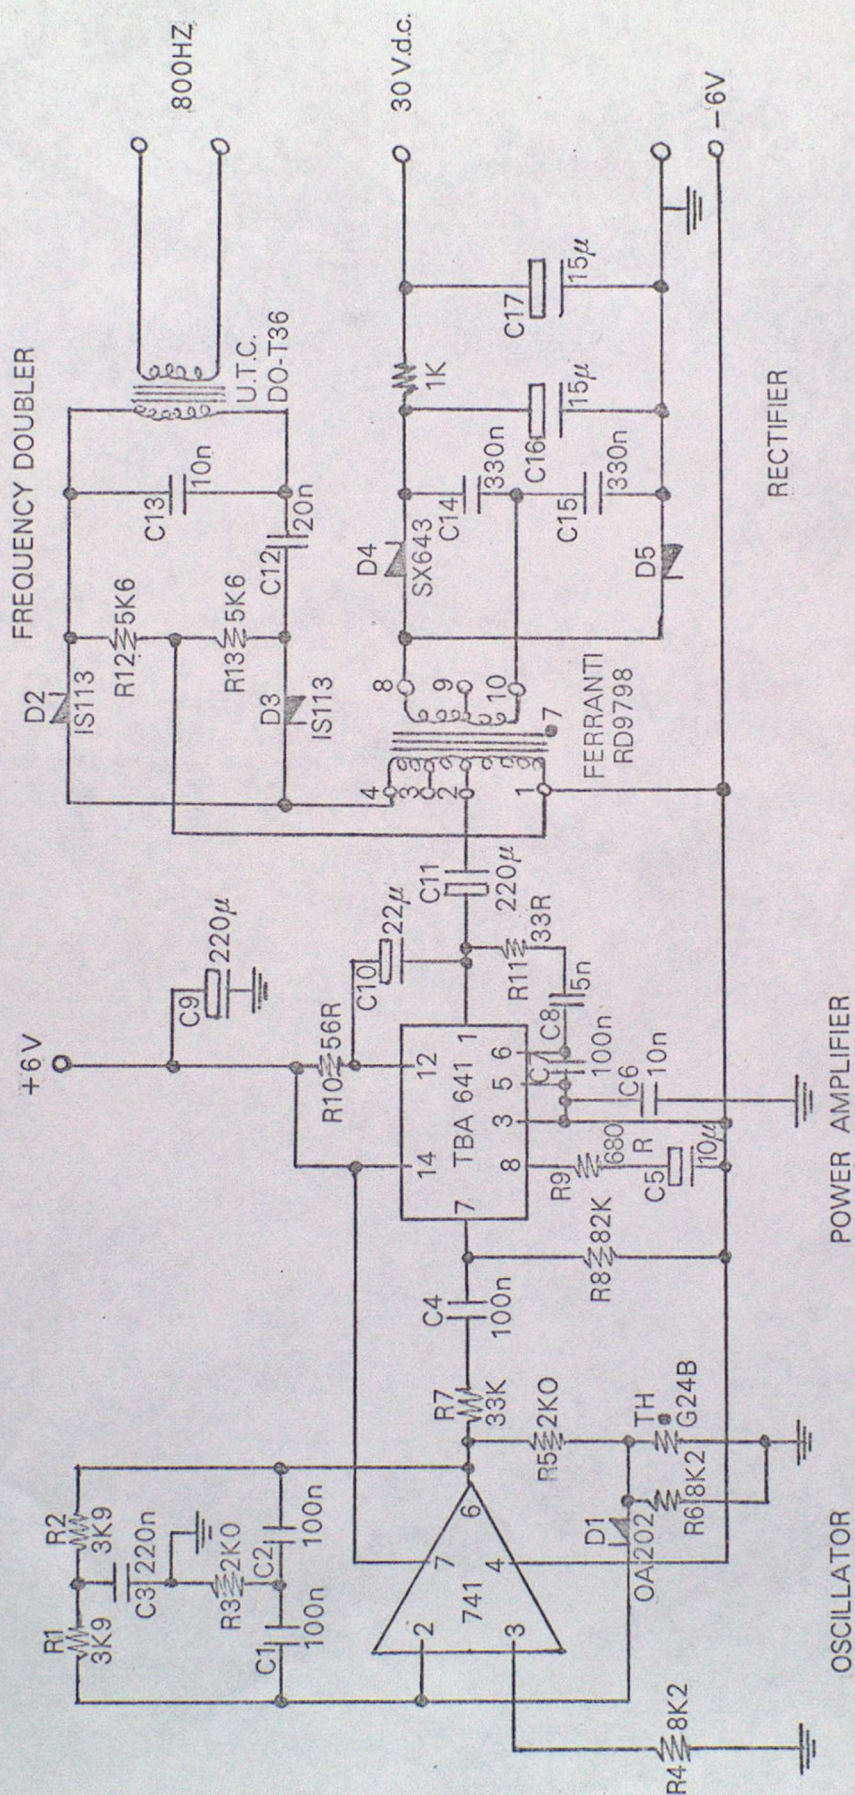 FREQUENCY DOUBLER
800HZ
D2
IS113
R12
5K6
R13
5K6
D3
IS113
C13
10n
C12
20n
U.T.C.
DO-T36
+6V
C9
220µ
R10
56R
C10
22µ
R2
3K9
R1
3K9
C3
220n
R3
2K0
C2
100n
C1
100n
741
2
3
4
6
7
R4
8K2
D1
OA202
R5
2K0
R6
8K2
TH
G24B
R7
33K
C4
100n
R8
82K
TBA 641
7
14
12
1
8
3
5
6
R9
680
R
C5
10µ
C6
10n
C7
100n
C8
5n
R11
33R
C11
220µ
4
3
2
1
8
9
10
7
FERRANTI
RD9798
D4
SX643
D5
C14
330n
C15
330n
C16
15µ
1K
C17
15µ
30V.d.c.
-6V
OSCILLATOR
POWER AMPLIFIER
RECTIFIER